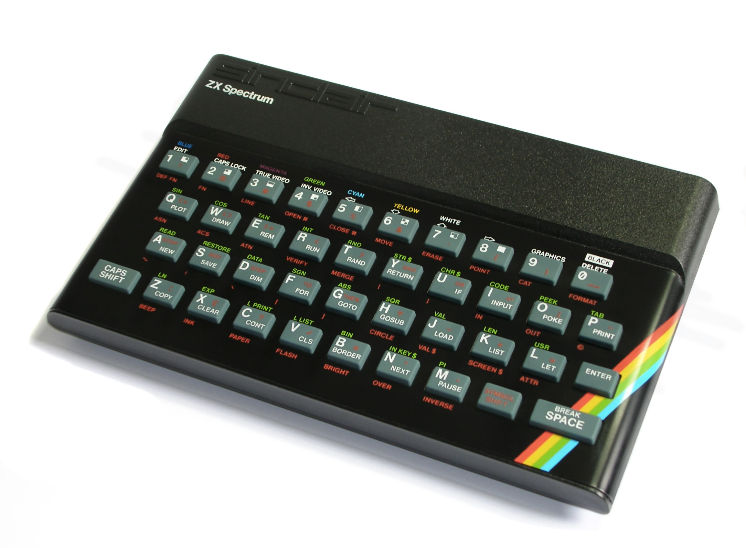 sinclair
ZX Spectrum
BLUE RED MAGENTA GREEN CYAN YELLOW WHITE BLACK
EDIT CAPS LOCK TRUE VIDEO INV. VIDEO GRAPHICS DELETE
1 2 3 4 5 6 7 8 9 0
DEF FN FN LINE OPEN # CLOSE # MOVE ERASE POINT CAT FORMAT
SIN COS TAN INT RND STR $ CHR $ CODE PEEK TAB
Q PLOT W DRAW E REM R RUN T RAND Y RETURN U IF I INPUT O POKE P PRINT
ASN ACS ATN VERIFY MERGE [ ] IN OUT ©
READ RESTORE DATA SGN ABS SQR VAL LEN USR
A NEW S SAVE D DIM F FOR G GOTO H GOSUB J LOAD K LIST L LET ENTER
~ | \ { } CIRCLE VAL $ SCREEN $ ATTR
LN EXP L PRINT L LIST BIN IN KEY $ PI
CAPS SHIFT Z COPY X CLEAR C CONT V CLS B BORDER N NEXT M PAUSE SYMBOL SHIFT BREAK SPACE
BEEP INK PAPER FLASH BRIGHT OVER INVERSE